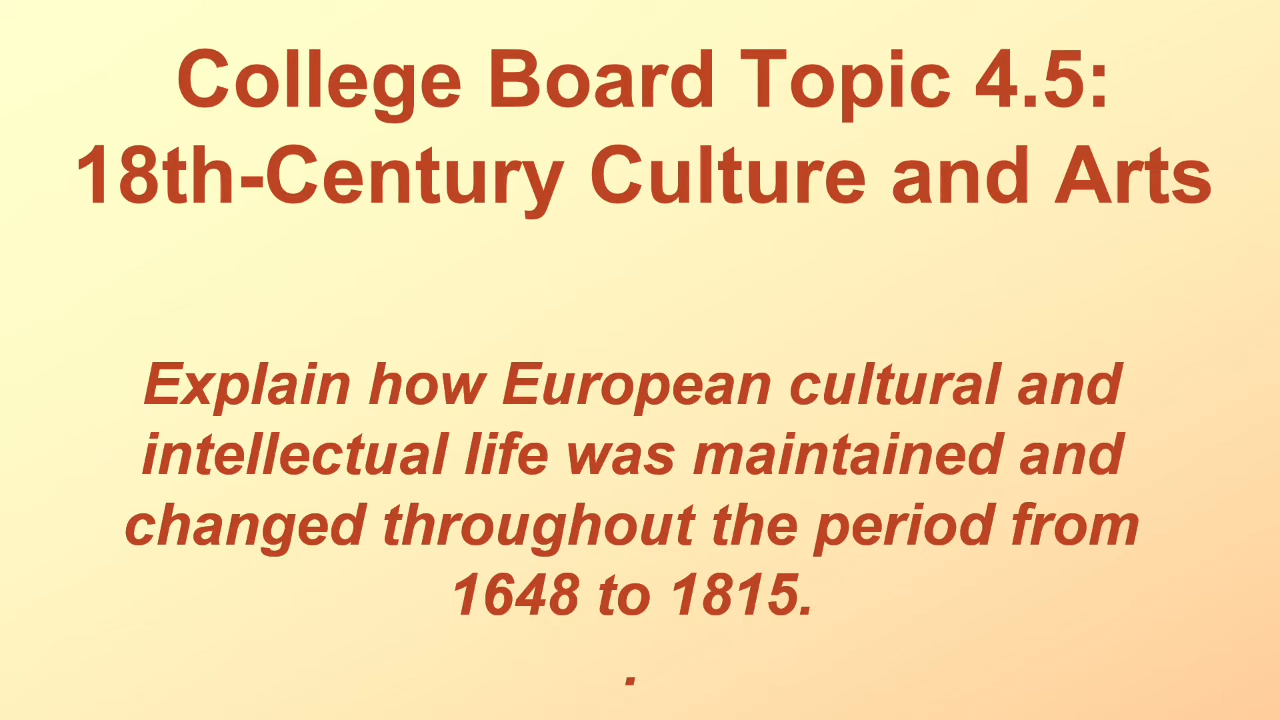 College Board Topic 4.5:
18th-Century Culture and Arts
Explain how European cultural and
intellectual life was maintained and
changed throughout the period from
1648 to 1815.
.